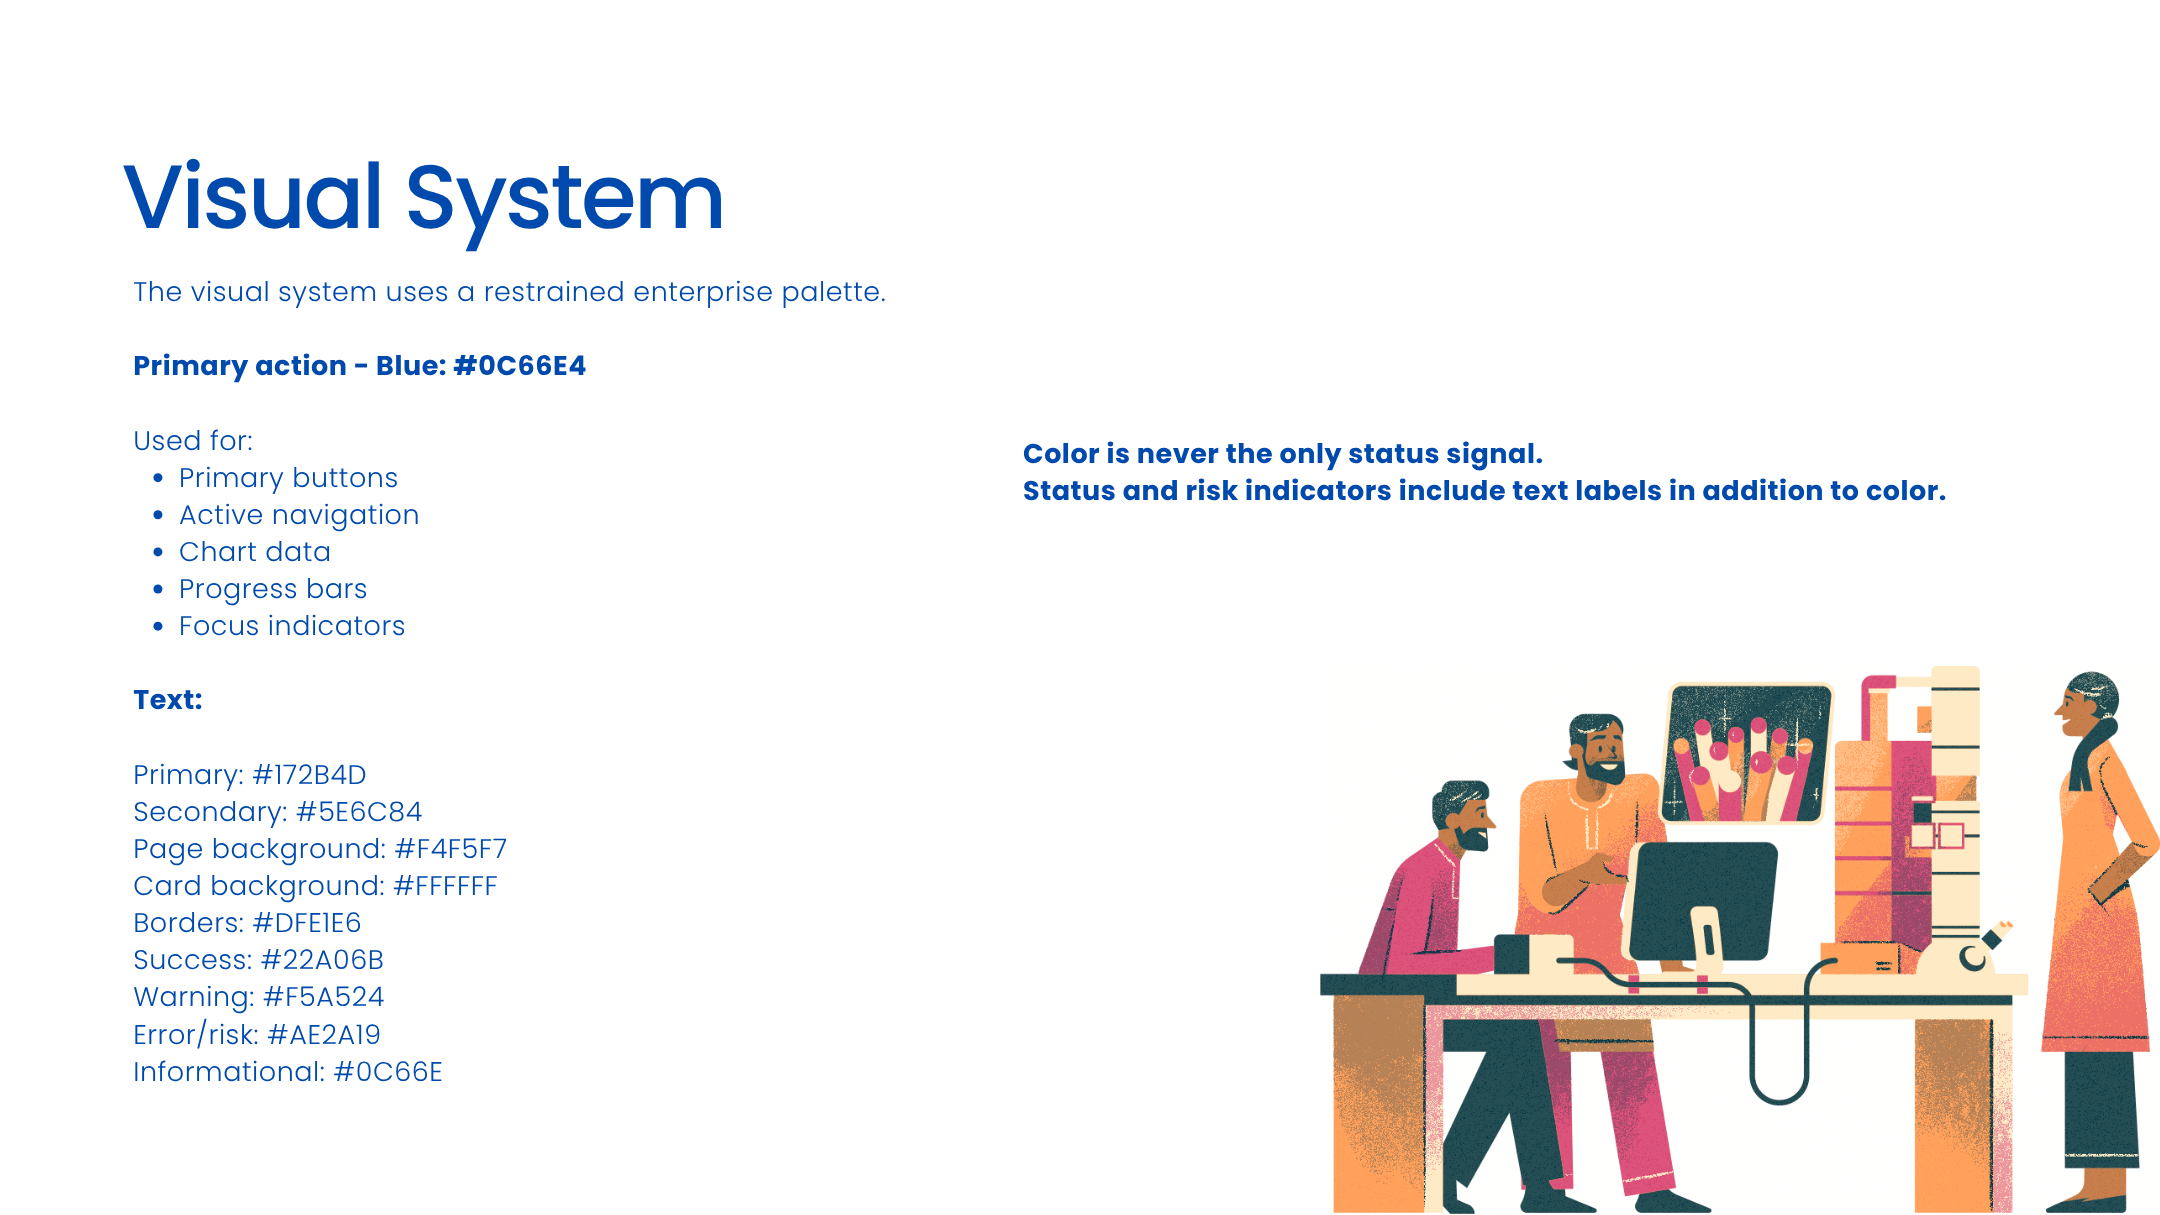 Visual System
The visual system uses a restrained enterprise palette.
Primary action - Blue: #0C66E4
Used for:
• Primary buttons
• Active navigation
• Chart data
• Progress bars
• Focus indicators
Text:
Primary: #172B4D
Secondary: #5E6C84
Page background: #F4F5F7
Card background: #FFFFFF
Borders: #DFE1E6
Success: #22A06B
Warning: #F5A524
Error/risk: #AE2A19
Informational: #0C66E
Color is never the only status signal.
Status and risk indicators include text labels in addition to color.